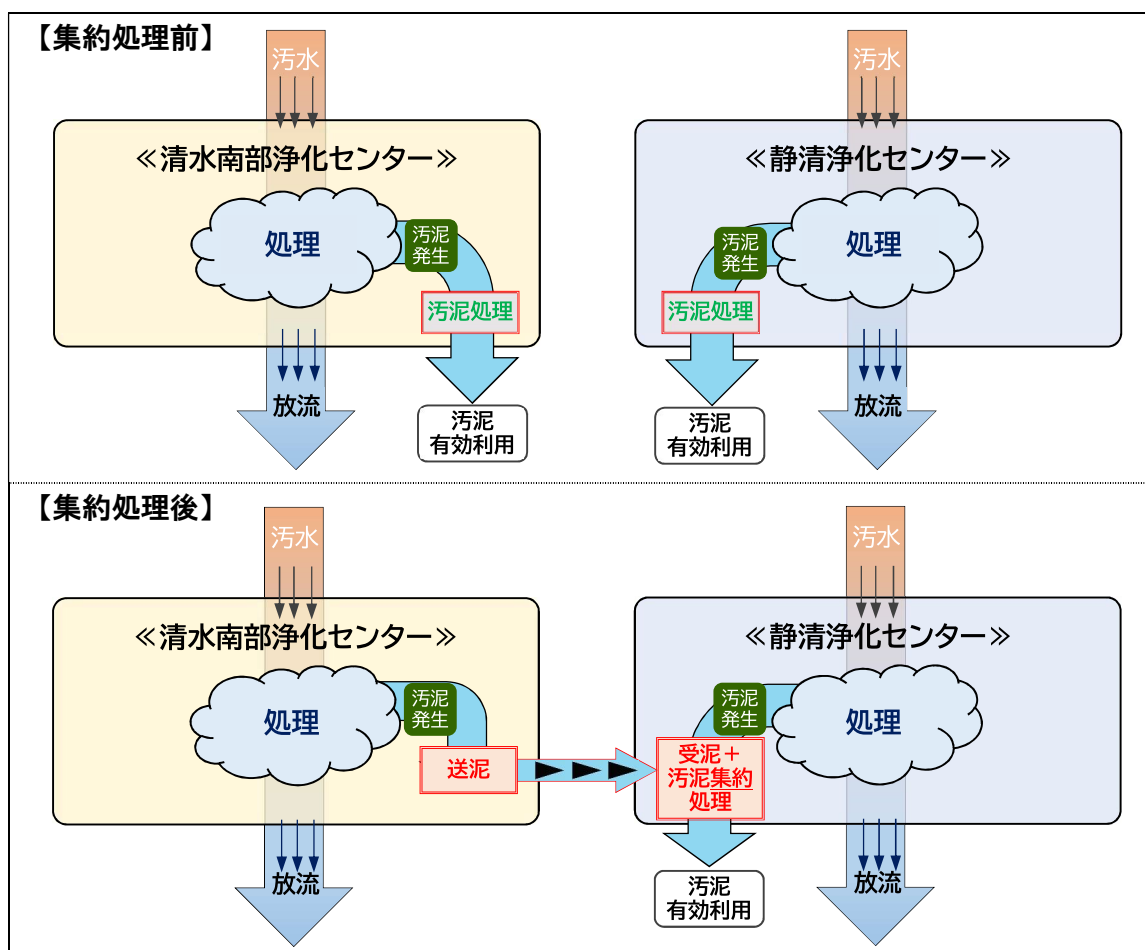 【集約処理前】
汚水
≪清水南部浄化センター≫
処理
汚泥
発生
汚泥処理
放流
汚泥
有効利用
汚水
≪静清浄化センター≫
処理
汚泥
発生
汚泥処理
汚泥
有効利用
放流
【集約処理後】
汚水
≪清水南部浄化センター≫
処理
汚泥
発生
送泥
放流
汚水
≪静清浄化センター≫
処理
汚泥
発生
受泥＋
汚泥集約
処理
汚泥
有効利用
放流